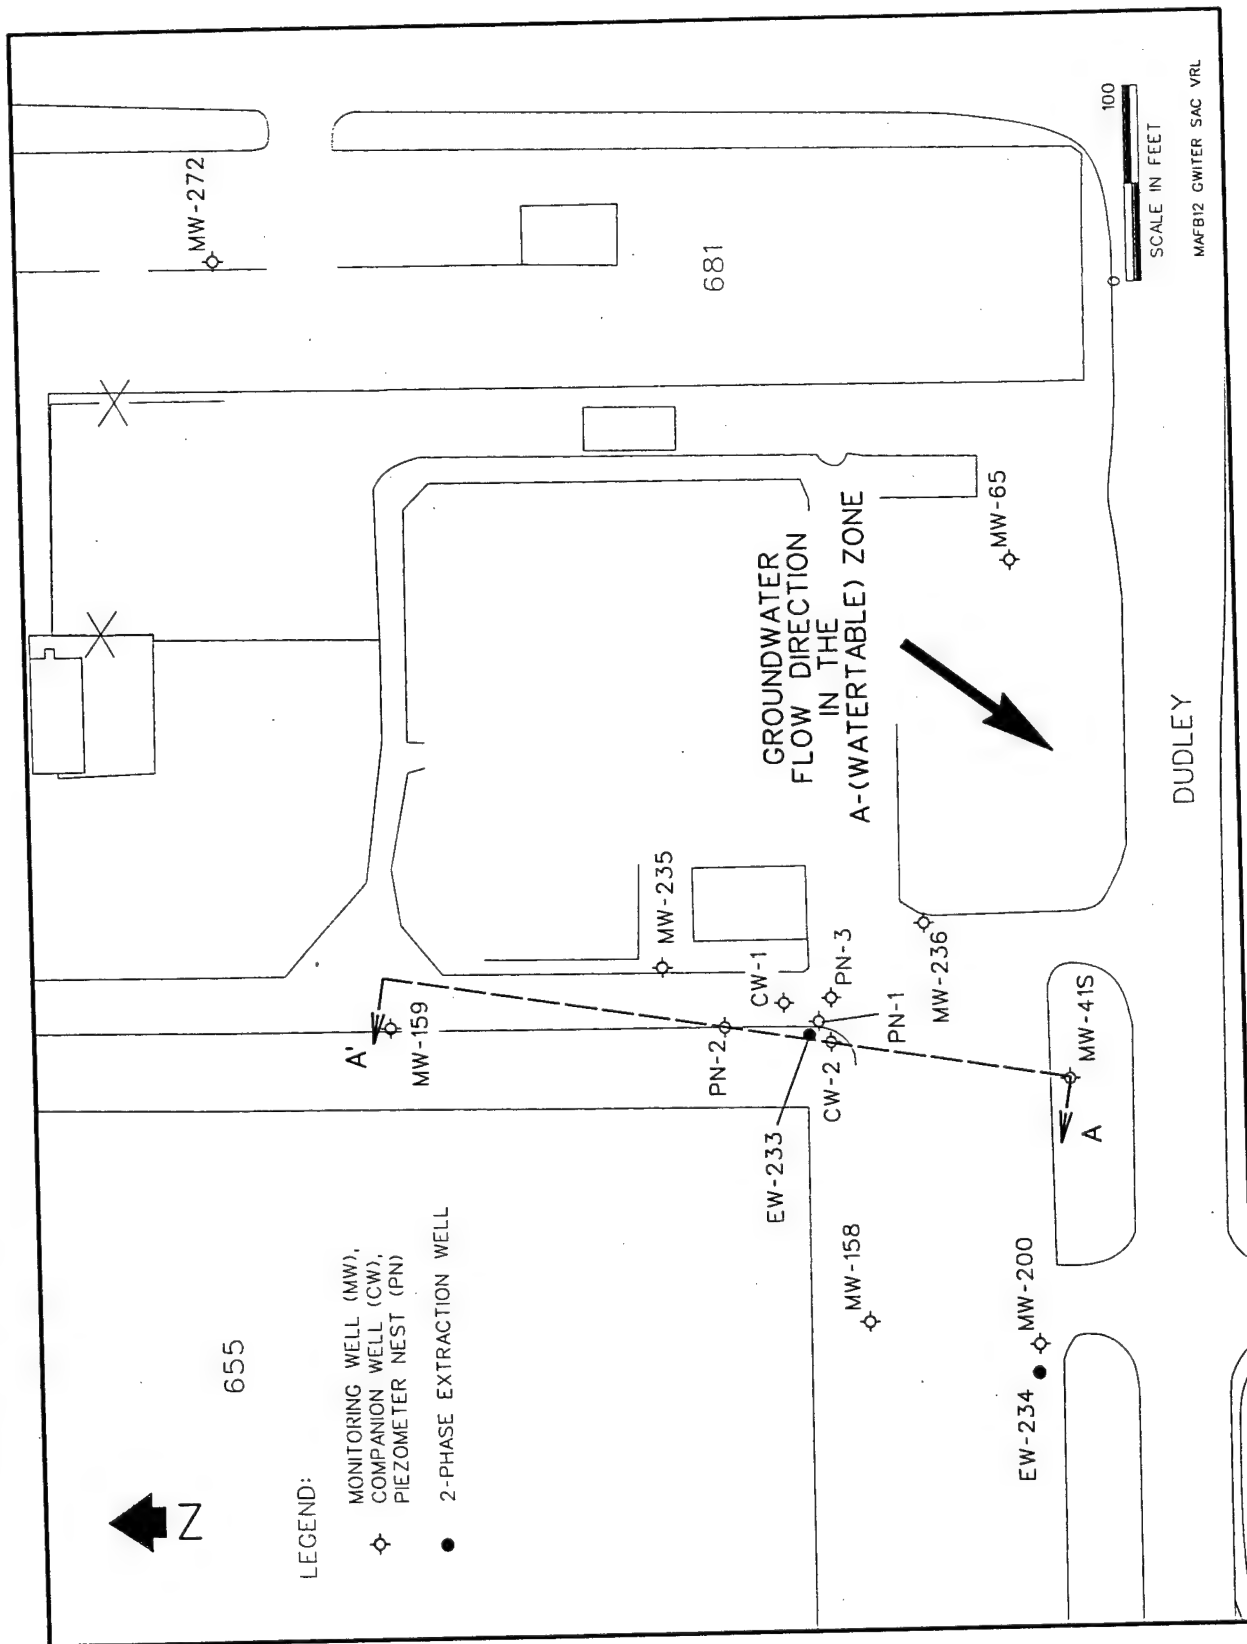 N
655
LEGEND:
MONITORING WELL (MW),
COMPANION WELL (CW),
PIEZOMETER NEST (PN)
2-PHASE EXTRACTION WELL
A'
MW-159
MW-272
MW-235
681
PN-2
CW-1
EW-233
CW-2
PN-3
PN-1
GROUNDWATER
FLOW DIRECTION
IN THE
A-(WATERTABLE) ZONE
MW-158
MW-236
MW-65
EW-234
MW-200
A
MW-41S
DUDLEY
100
SCALE IN FEET
MAFB12 GWITER SAC VRL